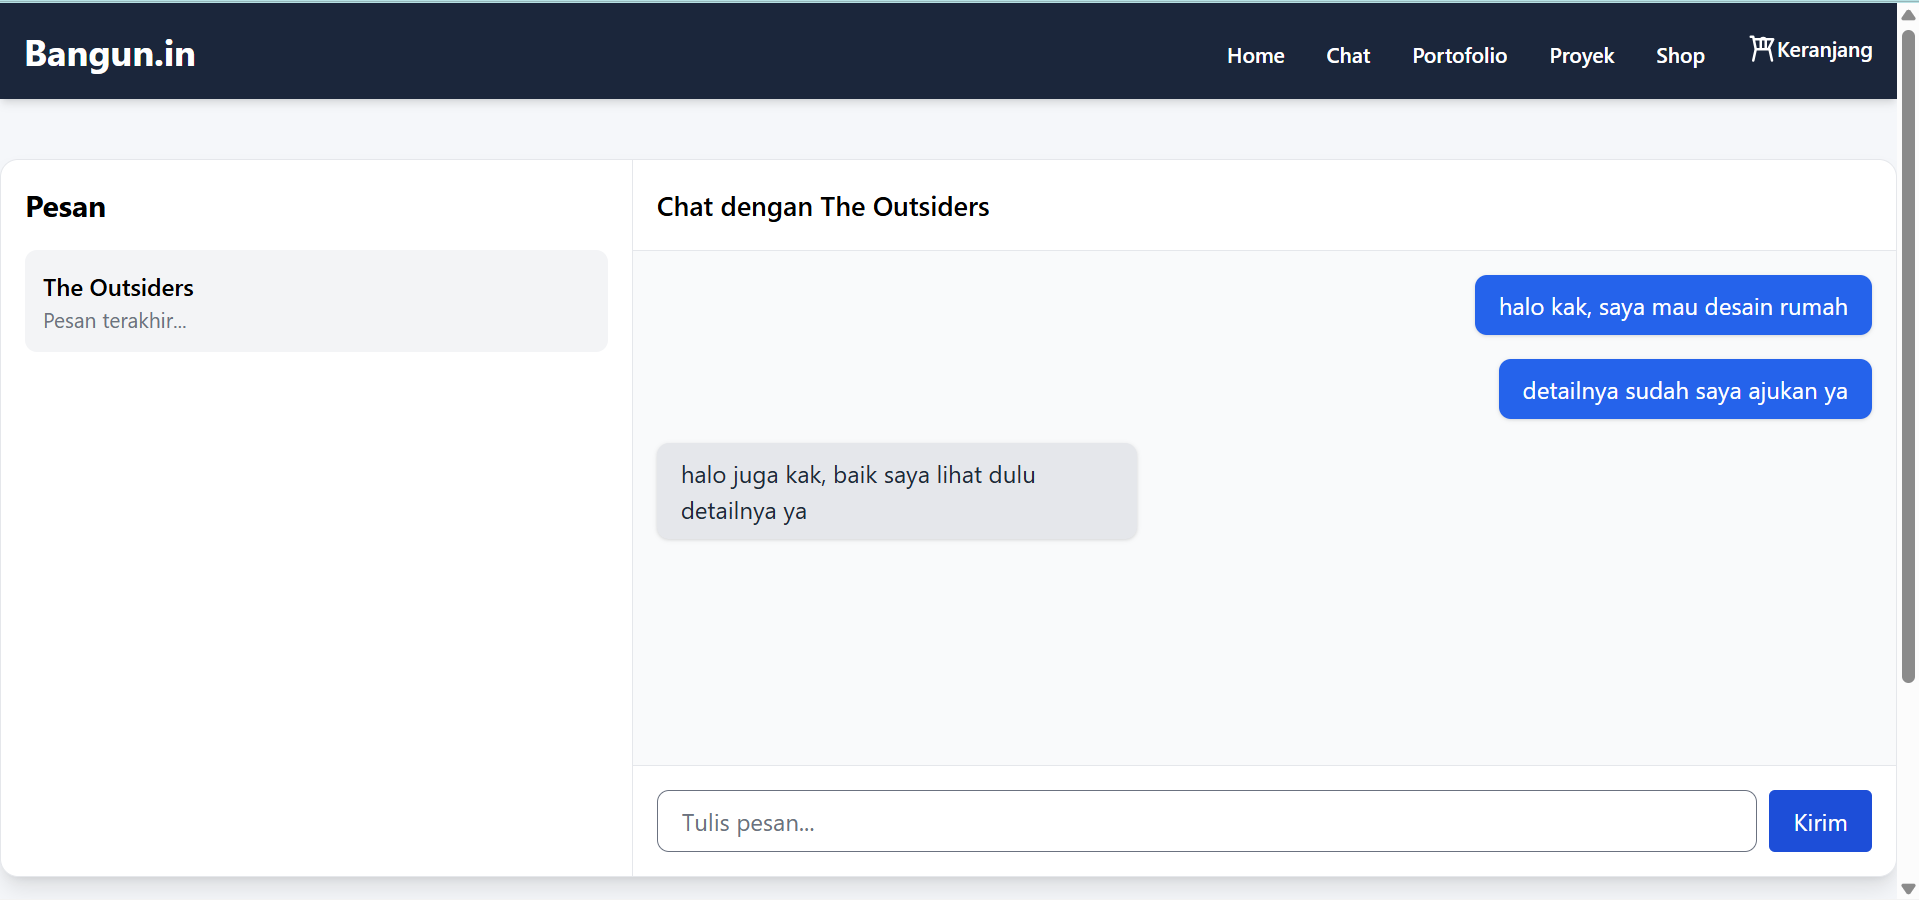 Bangun.in
Home
Chat
Portofolio
Proyek
Shop
Keranjang
Pesan
The Outsiders
Pesan terakhir...
Chat dengan The Outsiders
halo kak, saya mau desain rumah
detailnya sudah saya ajukan ya
halo juga kak, baik saya lihat dulu
detailnya ya
Tulis pesan...
Kirim